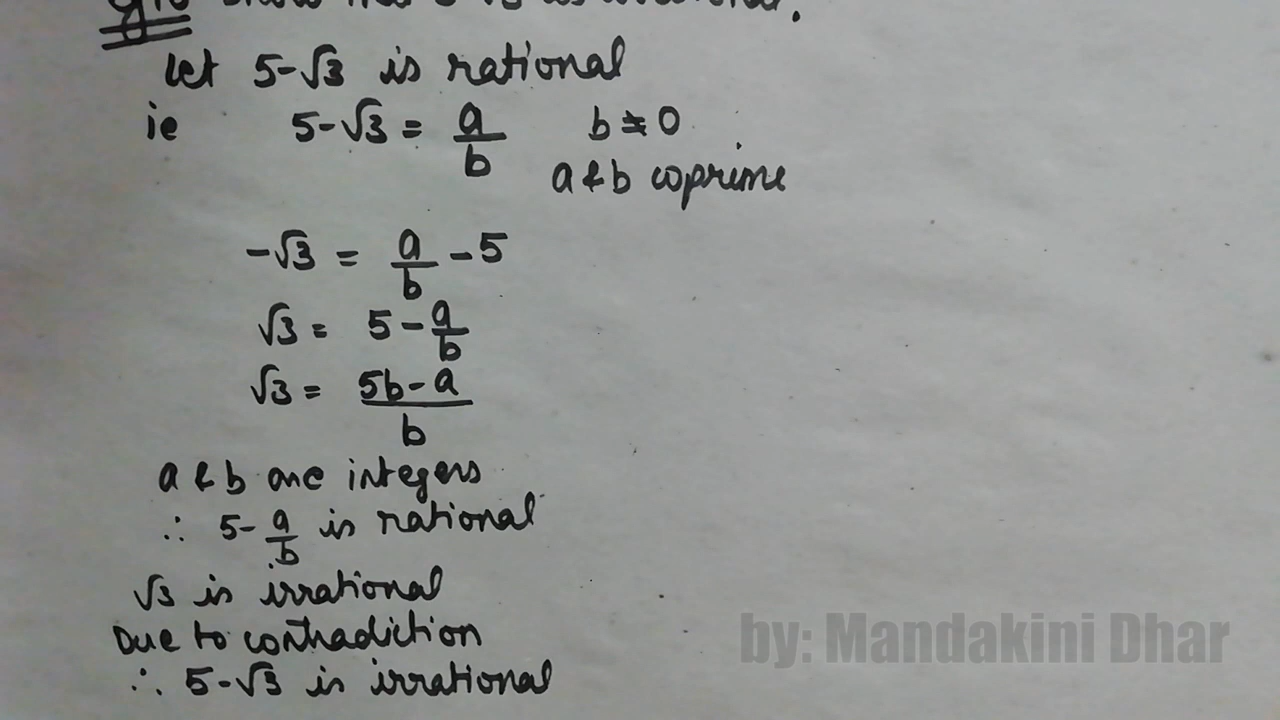 Let 5-√3 is rational
ie 5-√3 = a/b b ≠ 0
a & b coprime
-√3 = a/b - 5
√3 = 5 - a/b
√3 = 5b-a/b
a & b are integers
∴ 5-a/b is rational
√3 is irrational
Due to contradiction
∴ 5-√3 is irrational
by: Mandakini Dhar